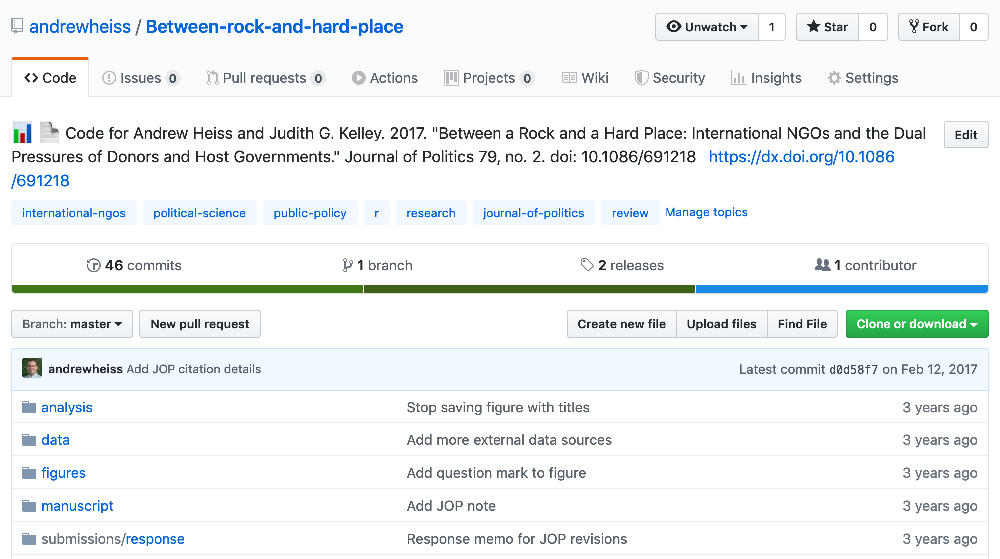 andrewheiss / Between-rock-and-hard-place
Unwatch 1 Star 0 Fork 0
Code Issues 0 Pull requests 0 Actions Projects 0 Wiki Security Insights Settings
Code for Andrew Heiss and Judith G. Kelley. 2017. "Between a Rock and a Hard Place: International NGOs and the Dual
Edit
Pressures of Donors and Host Governments." Journal of Politics 79, no. 2. doi: 10.1086/691218 https://dx.doi.org/10.1086
/691218
international-ngos political-science public-policy r research journal-of-politics review Manage topics
46 commits 1 branch 2 releases 1 contributor
Branch: master New pull request Create new file Upload files Find File Clone or download
andrewheiss Add JOP citation details Latest commit d0d58f7 on Feb 12, 2017
analysis Stop saving figure with titles 3 years ago
data Add more external data sources 3 years ago
figures Add question mark to figure 3 years ago
manuscript Add JOP note 3 years ago
submissions/response Response memo for JOP revisions 3 years ago